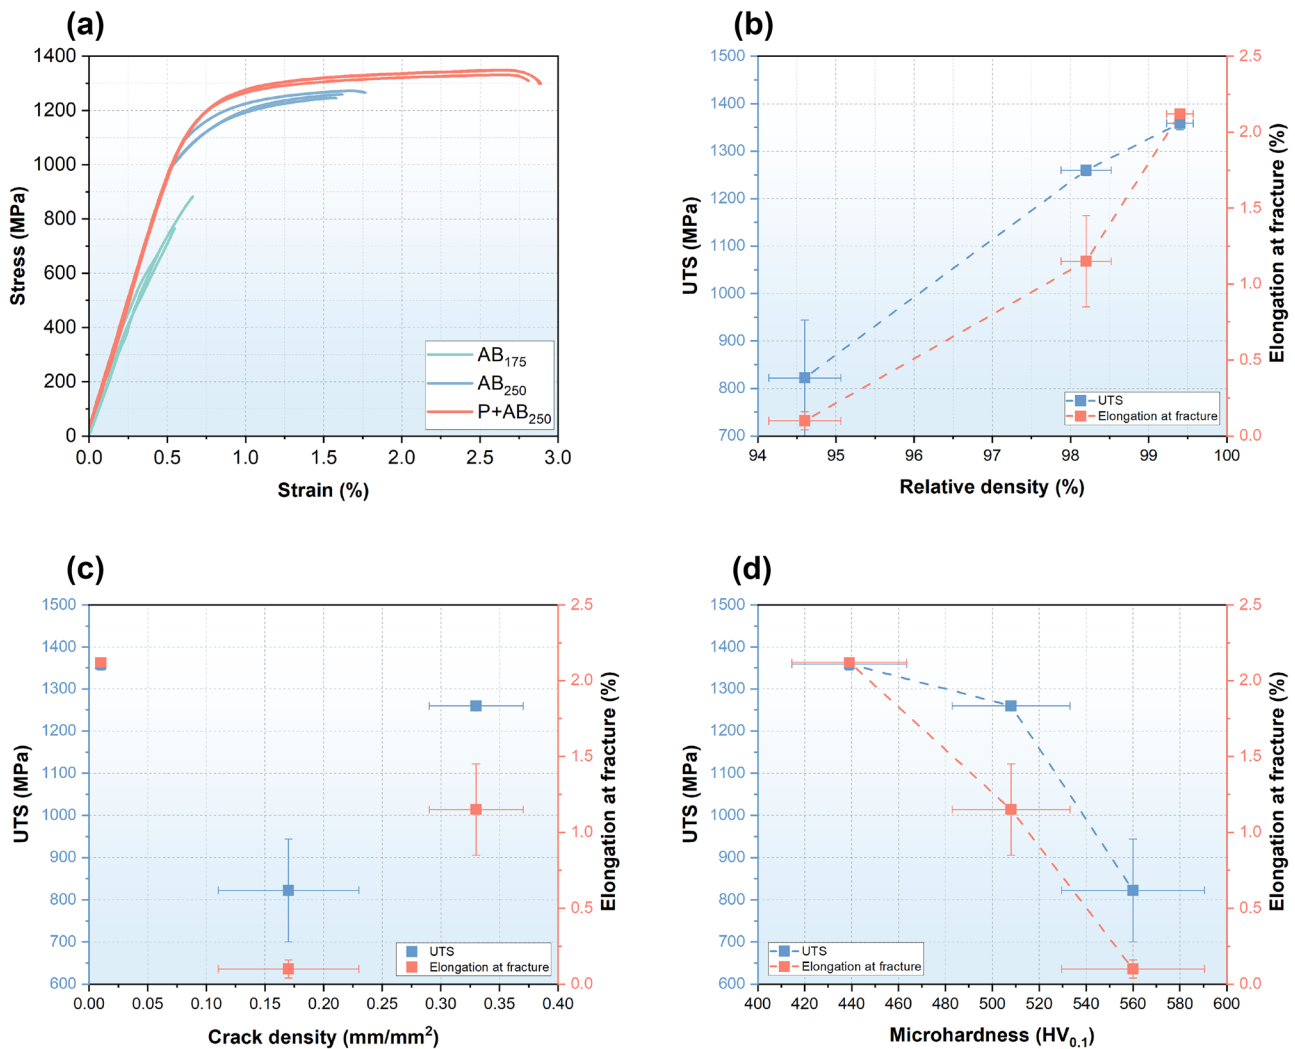 (a)
1400
1200
1000
800
600
400
200
0
Stress (MPa)
0.0 0.5 1.0 1.5 2.0 2.5 3.0
Strain (%)
AB175
AB250
P+AB250
(b)
1500
1400
1300
1200
1100
1000
900
800
700
UTS (MPa)
2.5
2.0
1.5
1.0
0.5
0.0
Elongation at fracture (%)
94 95 96 97 98 99 100
Relative density (%)
UTS
Elongation at fracture
(c)
1500
1400
1300
1200
1100
1000
900
800
700
600
UTS (MPa)
2.5
2.0
1.5
1.0
0.5
0.0
Elongation at fracture (%)
0.00 0.05 0.10 0.15 0.20 0.25 0.30 0.35 0.40
Crack density (mm/mm²)
UTS
Elongation at fracture
(d)
1500
1400
1300
1200
1100
1000
900
800
700
600
UTS (MPa)
2.5
2.0
1.5
1.0
0.5
0.0
Elongation at fracture (%)
400 420 440 460 480 500 520 540 560 580 600
Microhardness (HV0.1)
UTS
Elongation at fracture